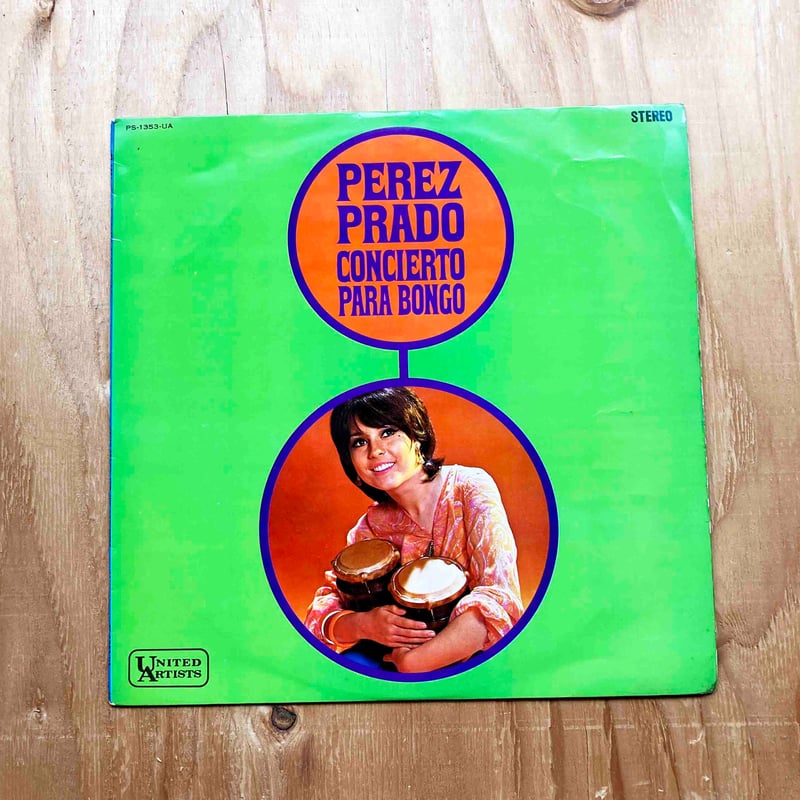 PS-1353-UA
STEREO
PEREZ
PRADO
CONCIERTO
PARA BONGO
UNITED
ARTISTS